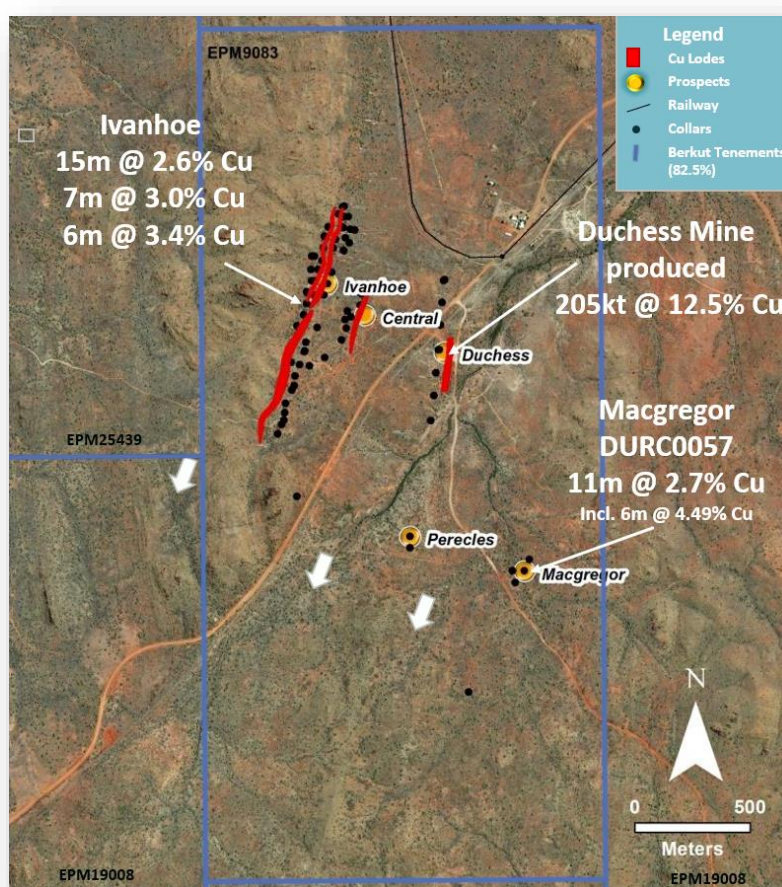 EPM9083
Legend
Cu Lodes
Prospects
Railway
Collars
Berkut Tenements
(82.5%)
Ivanhoe
15m @ 2.6% Cu
7m @ 3.0% Cu
6m @ 3.4% Cu
Duchess Mine
produced
205kt @ 12.5% Cu
Ivanhoe
Central
Duchess
Macgregor
DURC0057
11m @ 2.7% Cu
Incl. 6m @ 4.49% Cu
EPM25439
Perecles
Macgregor
N
0 500
Meters
EPM19008
EPM19008